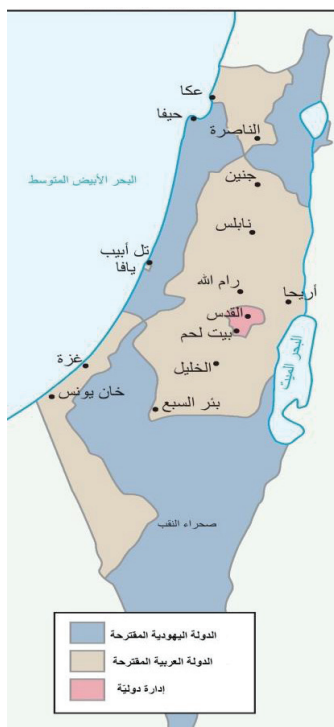 عكا
حيفا
الناصرة
البحر الأبيض المتوسط
جنين
نابلس
تل أبيب
يافا
رام الله
أريحا
القدس
بيت لحم
غزة
الخليل
البحر الميت
خان يونس
بئر السبع
صحراء النقب
الدولة اليهودية المقترحة
الدولة العربية المقترحة
إدارة دوليّة